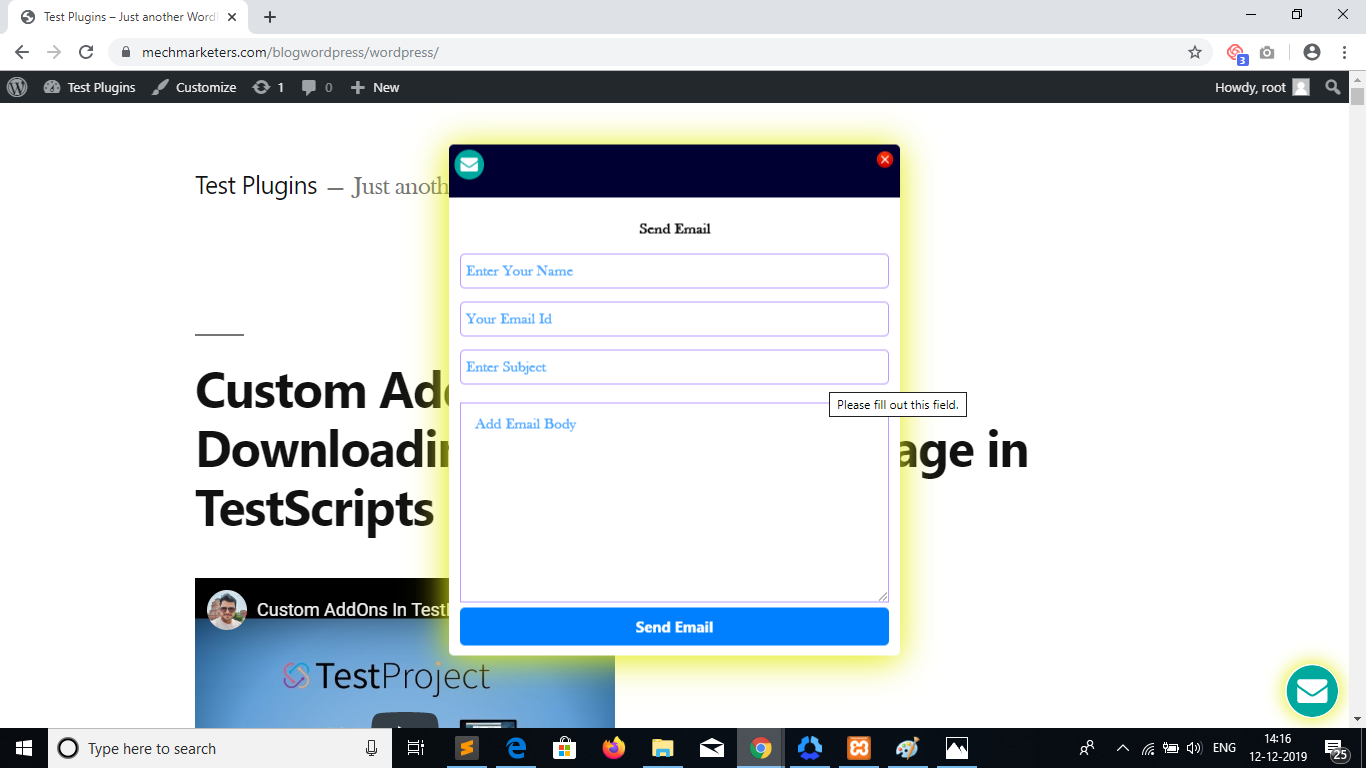 Test Plugins – Just another Word
mechmarketers.com/blogwordpress/wordpress/
3
Test Plugins
Customize
1
0
New
Howdy, root
Test Plugins — Just anoth
Send Email
Enter Your Name
Your Email Id
Enter Subject
Please fill out this field.
Add Email Body
Send Email
Custom Ad
Downloadin
age in
TestScripts
Custom AddOns In Test
TestProject
Type here to search
ENG
14:16
12-12-2019
25